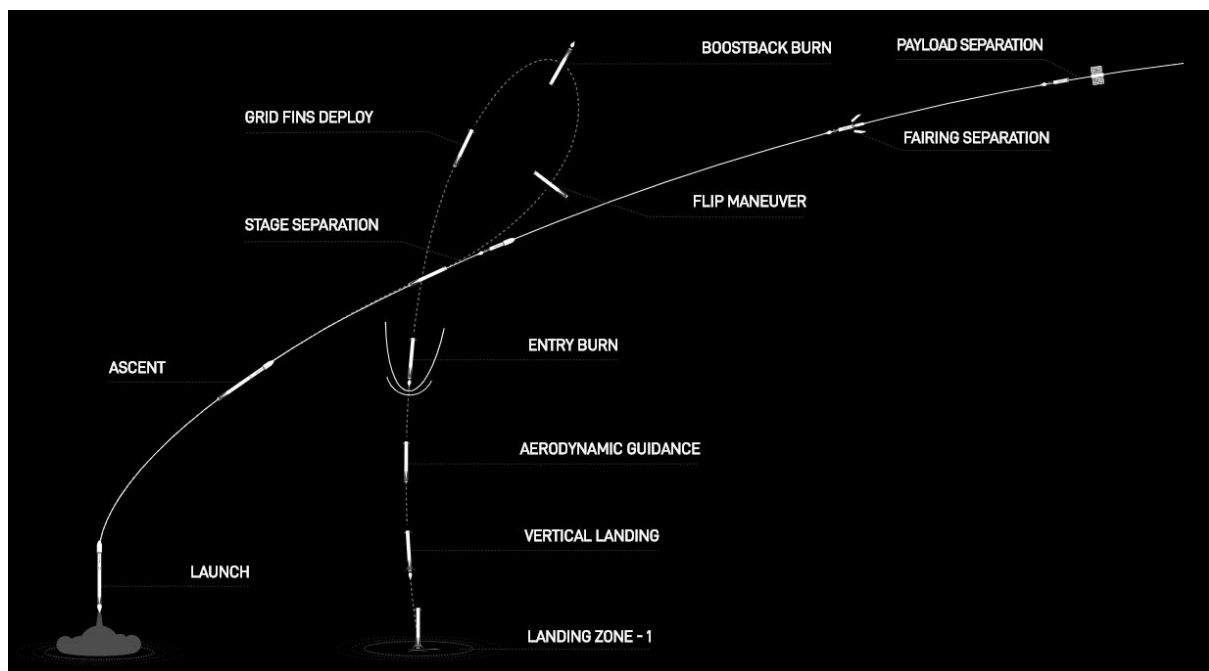 BOOSTBACK BURN
PAYLOAD SEPARATION
GRID FINS DEPLOY
FAIRING SEPARATION
FLIP MANEUVER
STAGE SEPARATION
ENTRY BURN
ASCENT
AERODYNAMIC GUIDANCE
VERTICAL LANDING
LAUNCH
LANDING ZONE - 1